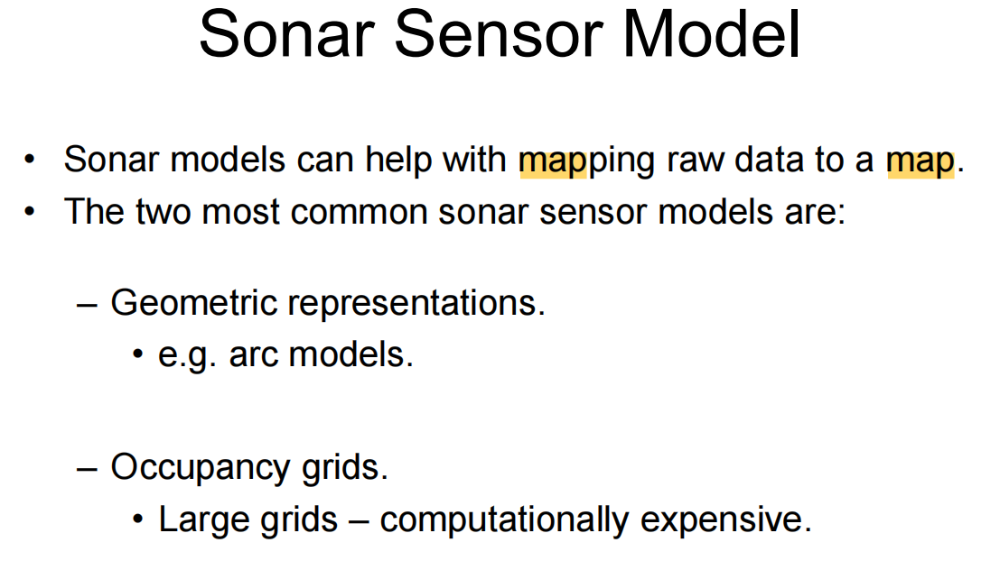 Sonar Sensor Model
• Sonar models can help with mapping raw data to a map.
• The two most common sonar sensor models are:
– Geometric representations.
• e.g. arc models.
– Occupancy grids.
• Large grids – computationally expensive.